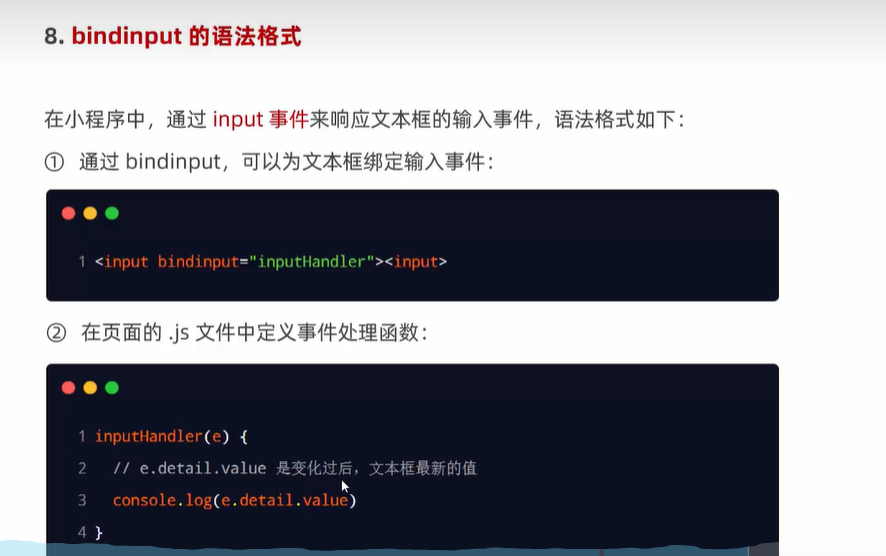 8. bindinput 的语法格式
在小程序中，通过 input 事件来响应文本框的输入事件，语法格式如下：
① 通过 bindinput，可以为文本框绑定输入事件：
1 <input bindinput="inputHandler"><input>
② 在页面的 .js 文件中定义事件处理函数：
1 inputHandler(e) {
2 // e.detail.value 是变化过后，文本框最新的值
3 console.log(e.detail.value)
4 }